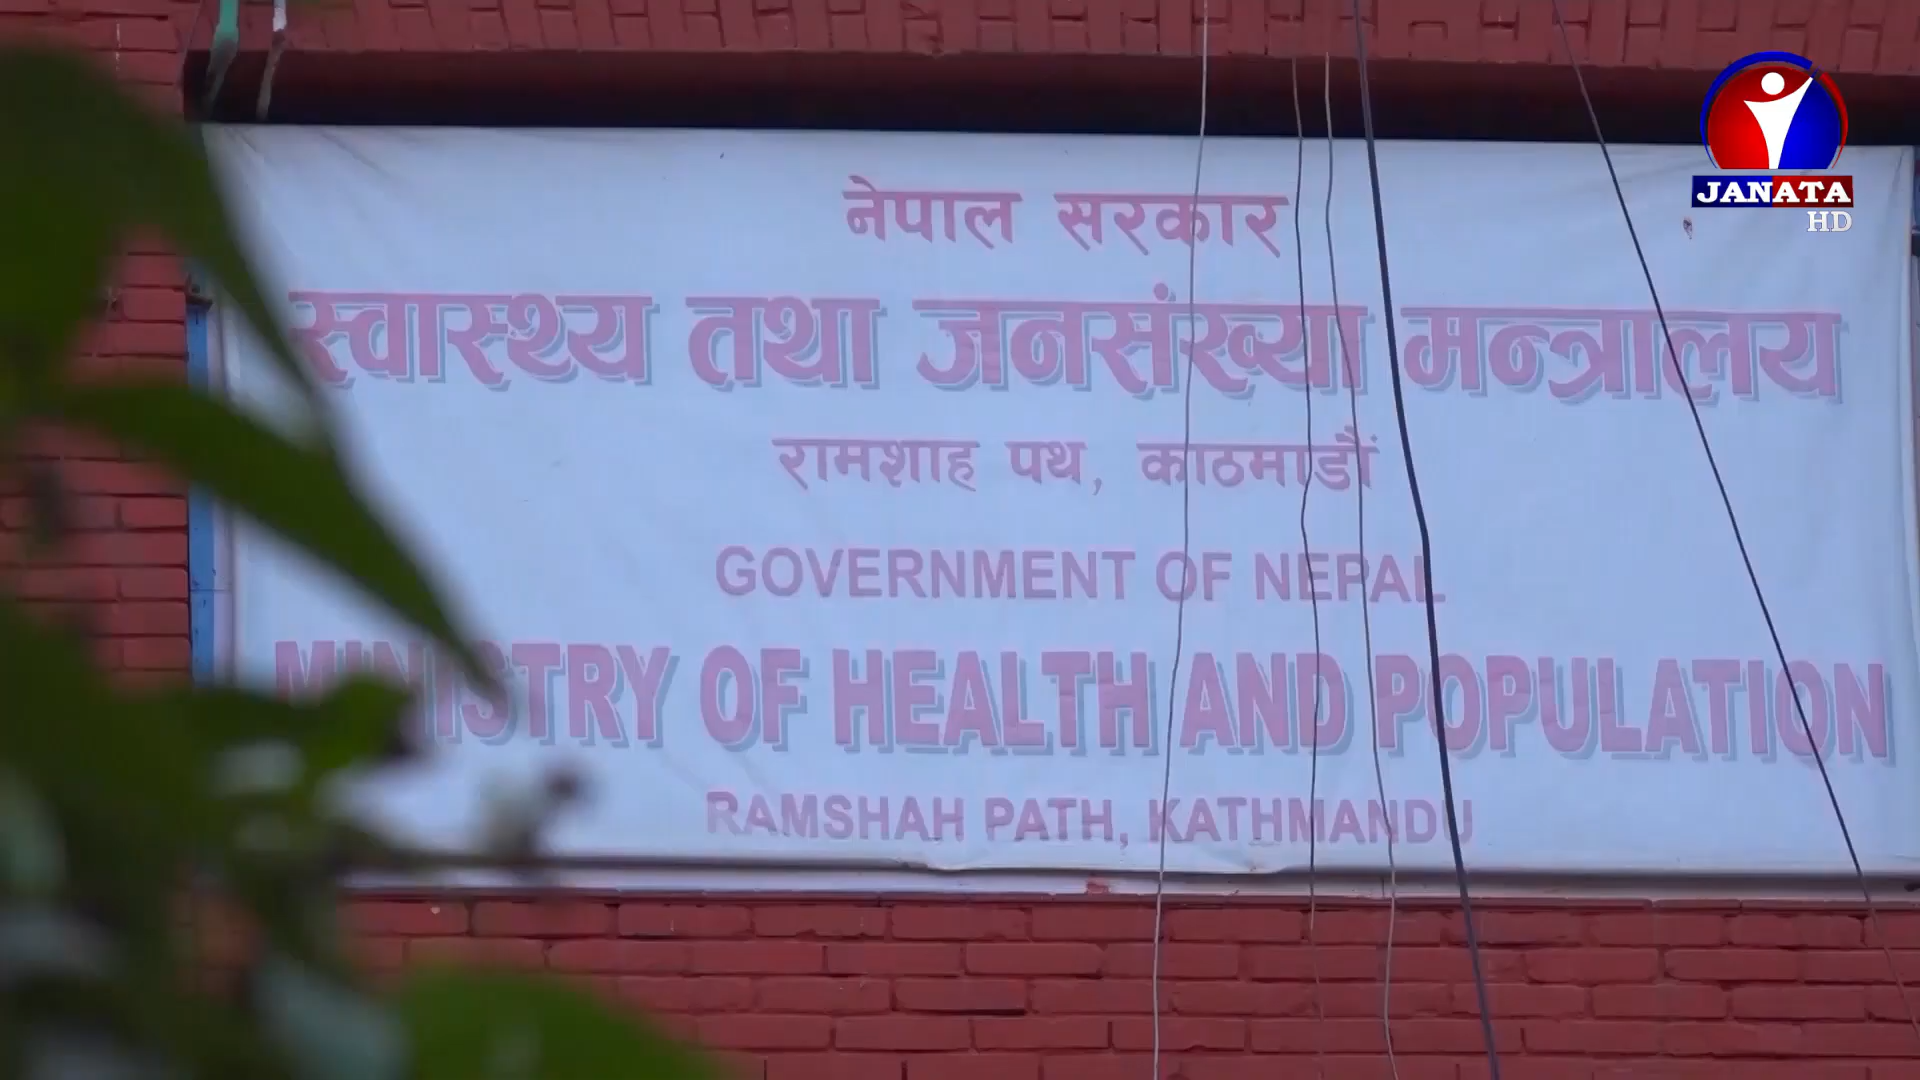 नेपाल सरकार
स्वास्थ्य तथा जनसंख्या मन्त्रालय
रामशाह पथ, काठमाडौं
GOVERNMENT OF NEPAL
MINISTRY OF HEALTH AND POPULATION
RAMSHAH PATH, KATHMANDU
JANATA
HD